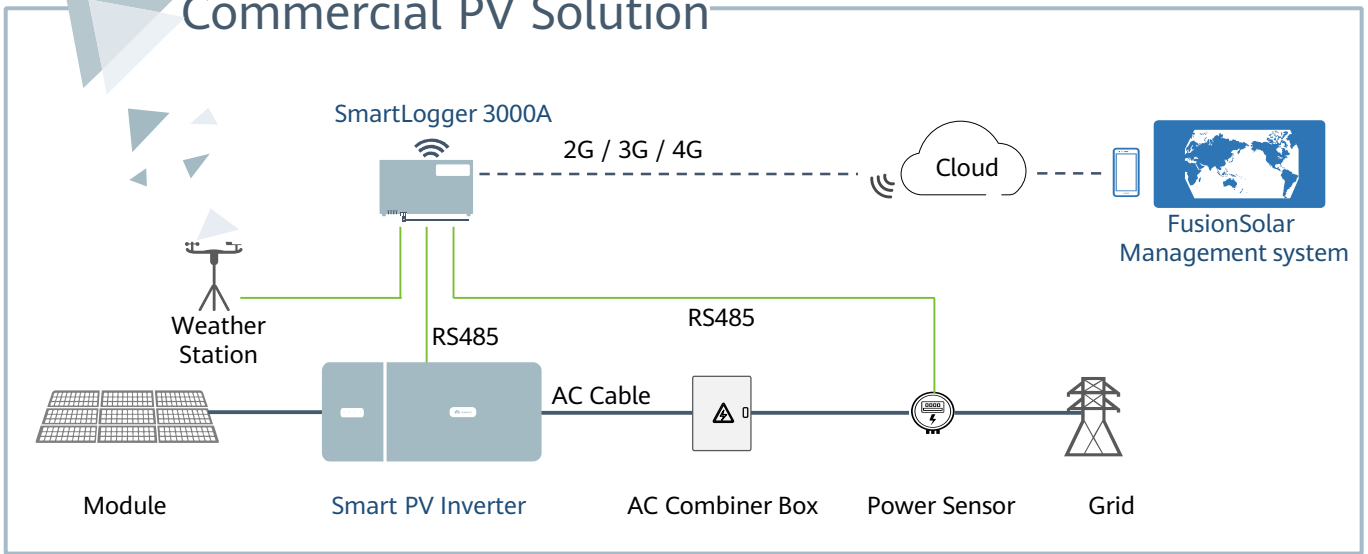 Commercial PV Solution
SmartLogger 3000A
2G / 3G / 4G
Cloud
FusionSolar
Management system
Weather
Station
RS485
RS485
AC Cable
Module
Smart PV Inverter
AC Combiner Box
Power Sensor
Grid